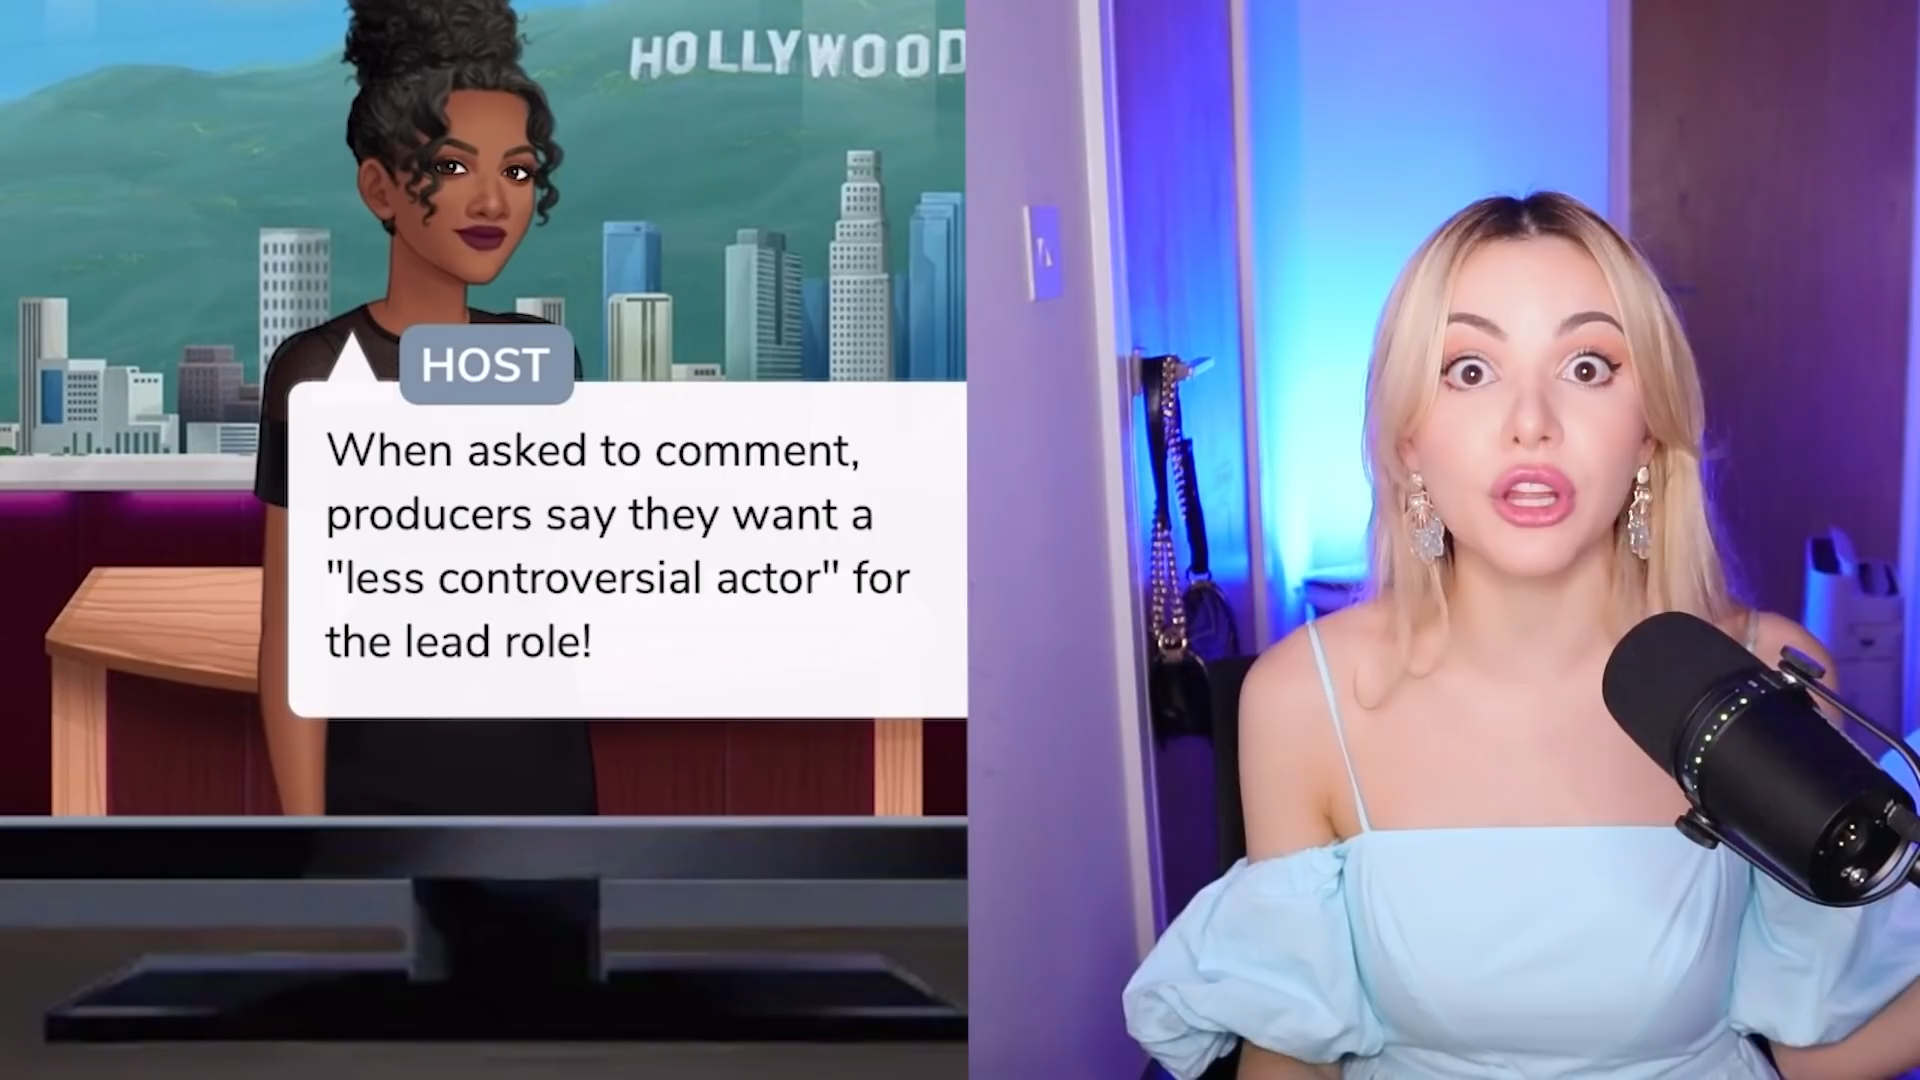 HOLLYWOOD
HOST
When asked to comment,
producers say they want a
"less controversial actor" for
the lead role!